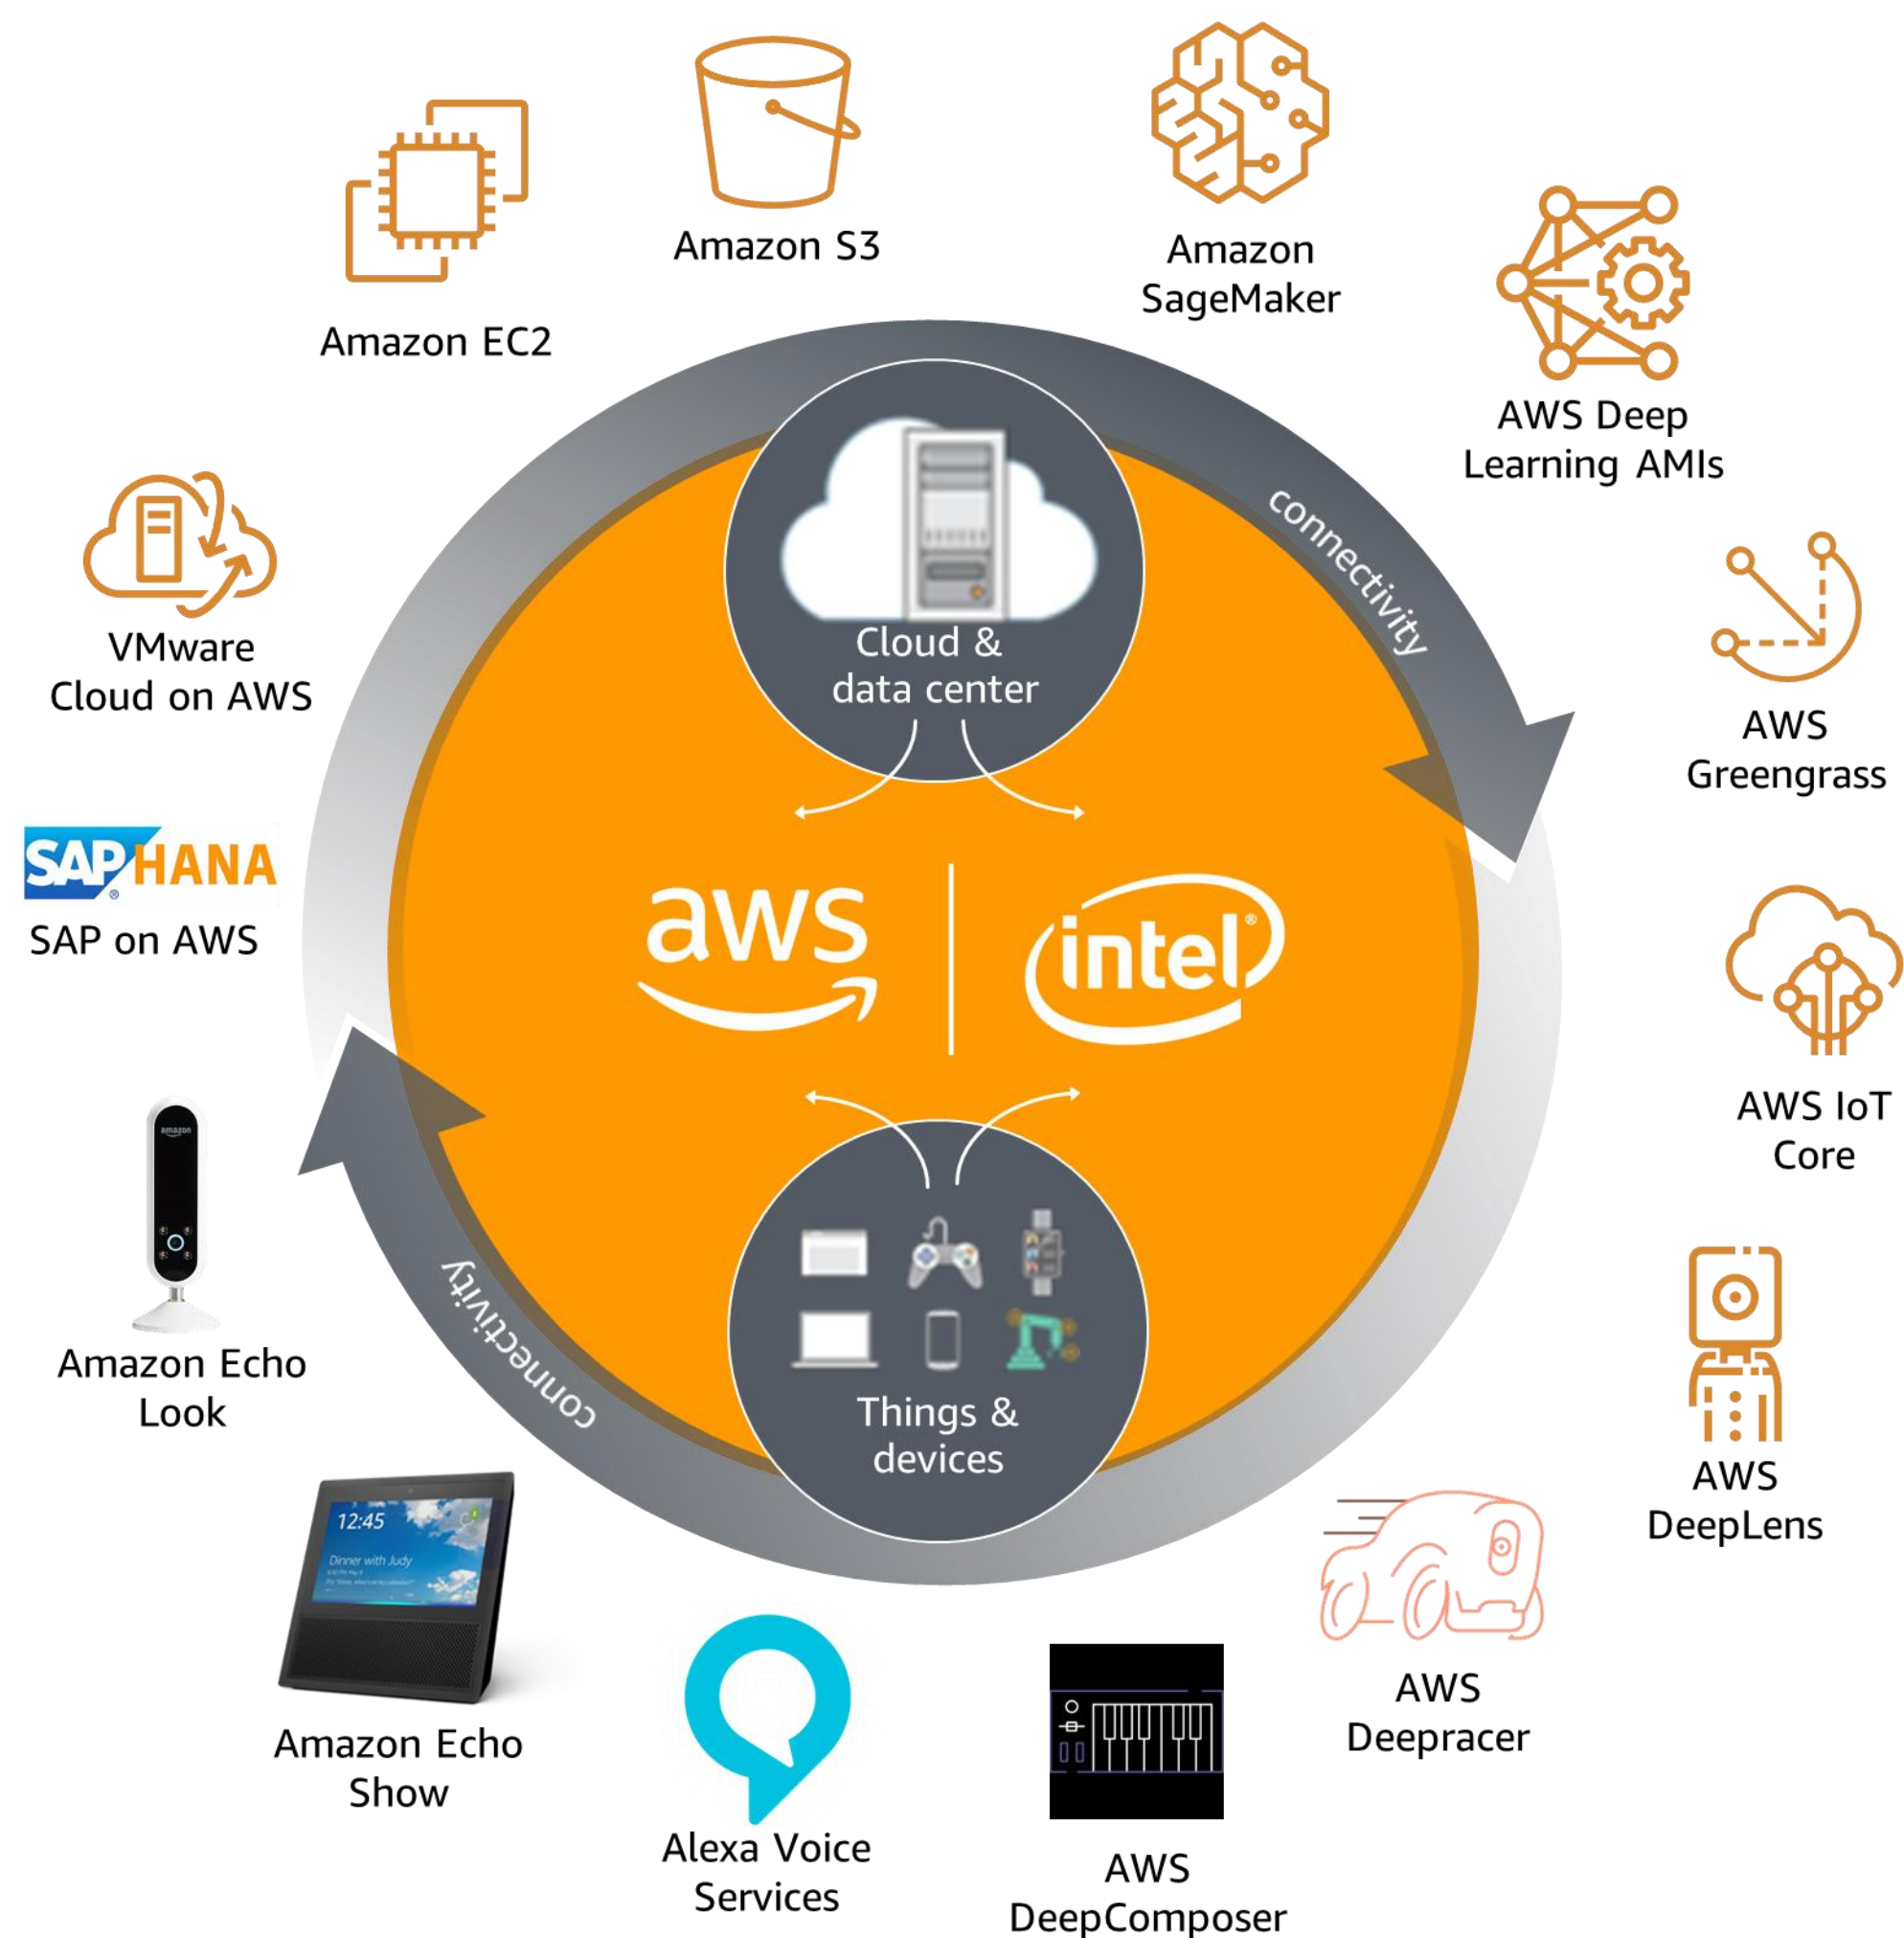 Amazon S3
Amazon
SageMaker
Amazon EC2
AWS Deep
Learning AMIs
connectivity
VMware
Cloud on AWS
Cloud &
data center
AWS
Greengrass
SAP HANA
®
SAP on AWS
aws
intel®
AWS IoT
Core
amazon
Amazon Echo
Look
connectivity
Things &
devices
AWS
DeepLens
12:45
Dinner with Judy
Amazon Echo
Show
AWS
Deepracer
Alexa Voice
Services
AWS
DeepComposer